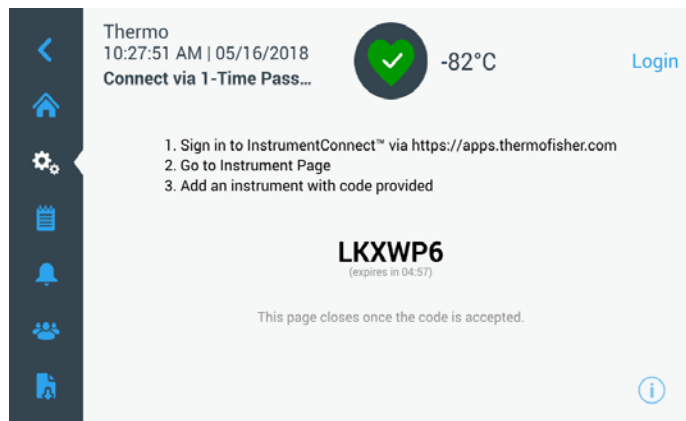 Thermo
10:27:51 AM | 05/16/2018
Connect via 1-Time Pass...
-82°C
Login
1. Sign in to InstrumentConnect™ via https://apps.thermofisher.com
2. Go to Instrument Page
3. Add an instrument with code provided
LKXWP6
(expires in 04:57)
This page closes once the code is accepted.